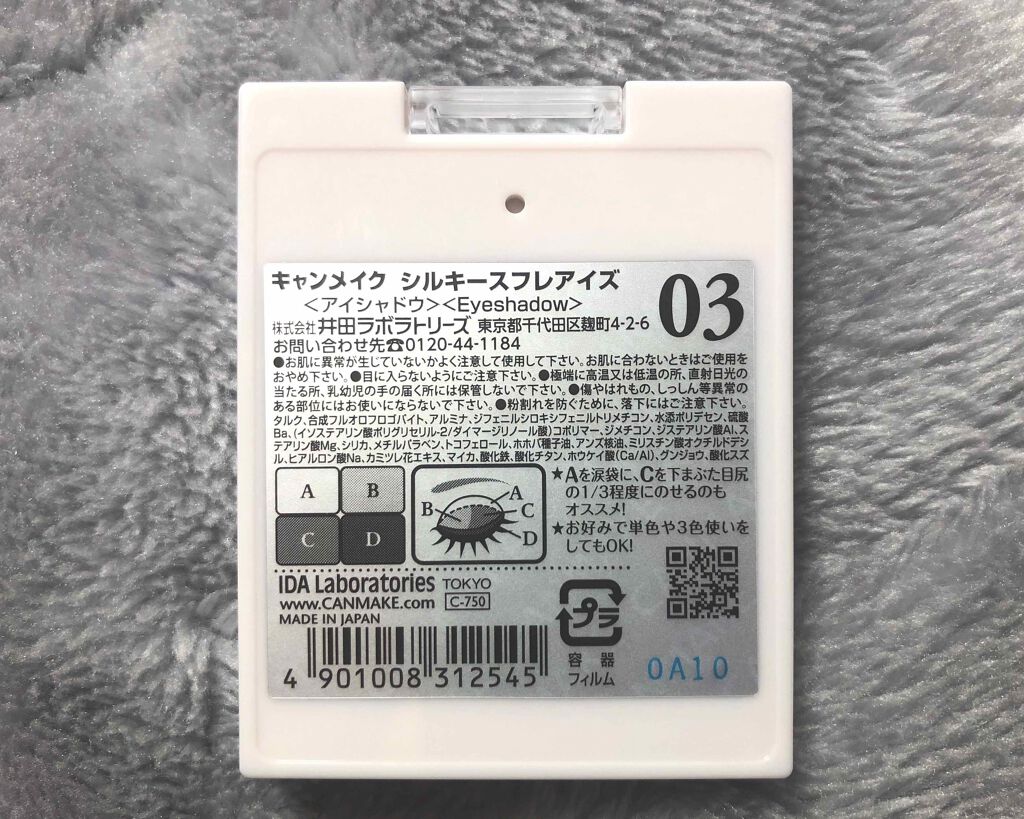 キャンメイク シルキースフレアイズ
03
<アイシャドウ><Eyeshadow>
株式会社 井田ラボラトリーズ 東京都千代田区麹町4-2-6
お問い合わせ先☎0120-44-1184
●お肌に異常が生じていないかよく注意して使用して下さい。お肌に合わないときはご使用を
おやめ下さい。●目に入らないようにご注意下さい。●極端に高温又は低温の所、直射日光の
当たる所、乳幼児の手の届く所には保管しないで下さい。●傷やはれもの、しっしん等異常の
ある部位にはお使いにならないで下さい。●粉割れを防ぐために、落下にはご注意下さい。
タルク、合成フルオロフロゴパイト、アルミナ、ジフェニルシロキシフェニルトリメチコン、水添ポリデセン、硫酸
Ba、(イソステアリン酸ポリグリセリル-2/ダイマージリノール酸)コポリマー、ジメチコン、ジステアリン酸Al、ス
テアリン酸Mg、シリカ、メチルパラベン、トコフェロール、ホホバ種子油、アンズ核油、ミリスチン酸オクチルドデシ
ル、ヒアルロン酸Na、カミツレ花エキス、マイカ、酸化鉄、酸化チタン、ホウケイ酸(Ca/Al)、グンジョウ、酸化スズ
A B
C D
A
B
C
D
★Aを涙袋に、Cを下まぶた目尻
の1/3程度にのせるのも
オススメ!
★お好みで単色や3色使いを
してもOK!
IDA Laboratories TOKYO
www.CANMAKE.com C-750
MADE IN JAPAN
プラ
容器
フィルム
4 901008 312545
0A10